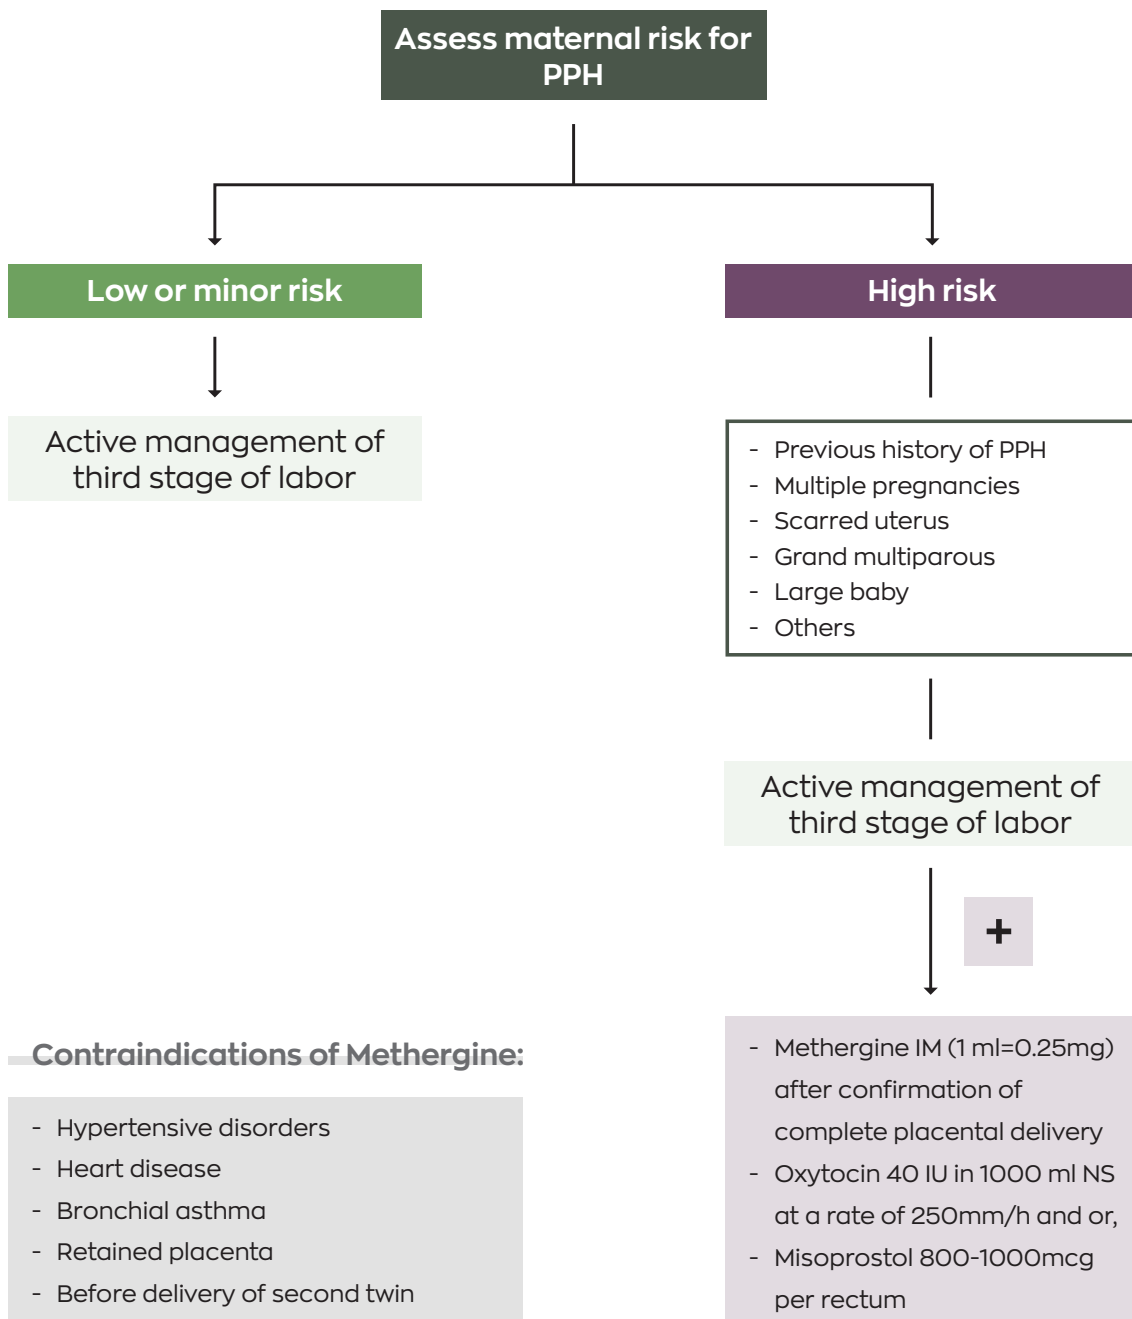 Assess maternal risk for
PPH
Low or minor risk
High risk
Active management of
third stage of labor
- Previous history of PPH
- Multiple pregnancies
- Scarred uterus
- Grand multiparous
- Large baby
- Others
Active management of
third stage of labor
+
Contraindications of Methergine:
- Hypertensive disorders
- Heart disease
- Bronchial asthma
- Retained placenta
- Before delivery of second twin
- Methergine IM (1 ml=0.25mg)
after confirmation of
complete placental delivery
- Oxytocin 40 IU in 1000 ml NS
at a rate of 250mm/h and or,
- Misoprostol 800-1000mcg
per rectum